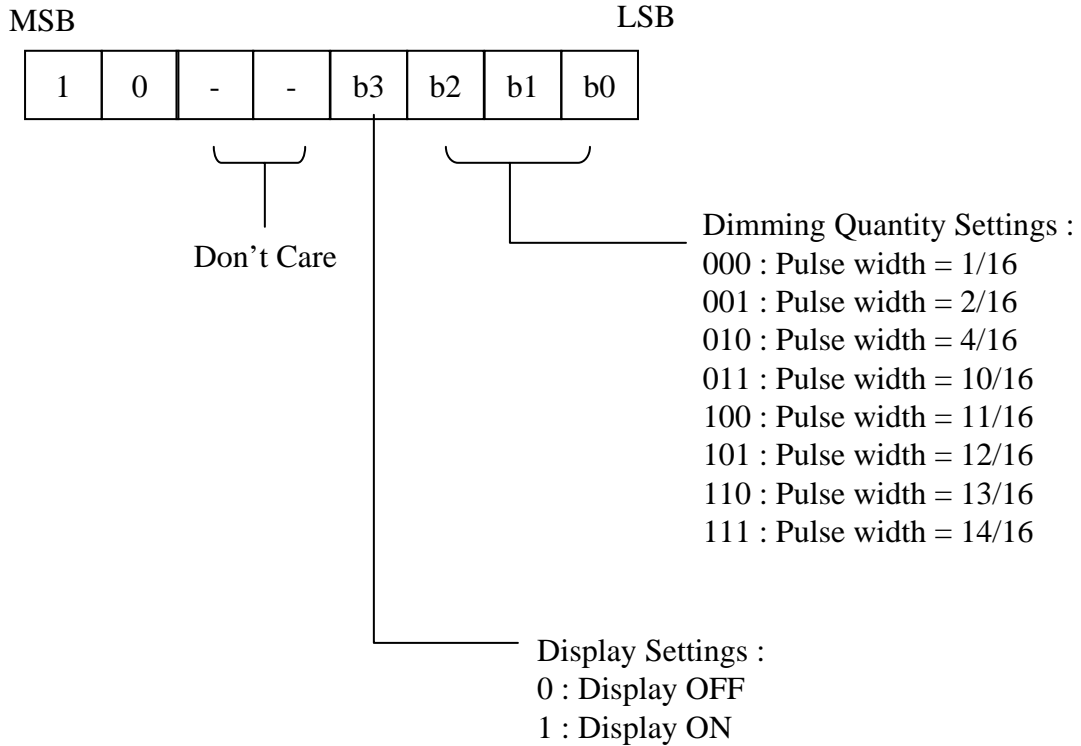 MSB LSB
1 0 - - b3 b2 b1 b0
Don’t Care
Dimming Quantity Settings :
000 : Pulse width = 1/16
001 : Pulse width = 2/16
010 : Pulse width = 4/16
011 : Pulse width = 10/16
100 : Pulse width = 11/16
101 : Pulse width = 12/16
110 : Pulse width = 13/16
111 : Pulse width = 14/16
Display Settings :
0 : Display OFF
1 : Display ON